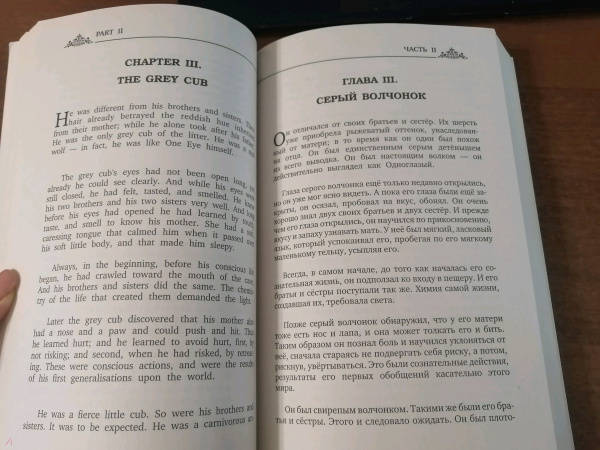 PART II
CHAPTER III.
THE GREY CUB
He was different from his brothers and sisters. Their
hair already betrayed the reddish hue inherited
from their mother; while he alone took after his father.
He was the only grey cub of the litter. He was a
wolf — in fact, he was like One Eye himself.
The grey cub's eyes had not been open long,
already he could see clearly. And while his eyes were
still closed, he had felt, tasted, and smelled. He knew
his two brothers and his two sisters very well. And long
before his eyes had opened he had learned by touch,
taste, and smell to know his mother. She had a
caressing tongue that calmed him when it passed over
his soft little body, and that made him sleepy.
Always, in the beginning, before his conscious life
began, he had crawled toward the mouth of the cave.
And his brothers and sisters did the same. The chemis-
try of the life that created them demanded the light.
Later the grey cub discovered that his mother also
had a nose and a paw and could push and hit. Thus
he learned hurt; and he learned to avoid hurt, first, by
not risking; and second, when he had risked, by retreat-
ing. These were conscious actions, and were the results
of his first generalisations upon the world.
He was a fierce little cub. So were his brothers and
sisters. It was to be expected. He was a carnivorous
ЧАСТЬ II
ГЛАВА III.
СЕРЫЙ ВОЛЧОНОК
Он отличался от своих братьев и сестёр. Их шерсть
уже приобрела рыжеватый оттенок, унаследован-
ный от матери; в то время как он один был похож
на отца. Он был единственным серым детёнышем
из всего выводка. Он был настоящим волком — он
действительно выглядел как Одноглазый.
Глаза серого волчонка ещё только недавно открылись,
но он уже мог ясно видеть. А пока его глаза были ещё за-
крыты, он осязал, пробовал на вкус, обонял. Он очень
хорошо знал двух своих братьев и двух сестёр. И прежде
чем его глаза открылись, он научился по прикосновению,
вкусу и запаху узнавать мать. У неё был мягкий, ласковый
язык, который успокаивал его, пробегая по его мягкому
маленькому тельцу, усыпляя его.
Всегда, в самом начале, до того как началась его со-
знательная жизнь, он подползал ко входу в пещеру. И его
братья и сёстры поступали так же. Химия самой жизни,
создавшая их, требовала света.
Позже серый волчонок обнаружил, что у его матери
тоже есть нос и лапа, и она может толкать его и бить.
Таким образом он познал боль и научился уклоняться от
неё, сначала стараясь не подвергать себя риску, а потом,
рискнув, увёртываться. Это были сознательные действия,
результаты его первых обобщений касательно этого
мира.
Он был свирепым волчонком. Такими же были его бра-
тья и сёстры. Этого и следовало ожидать. Он был плото-